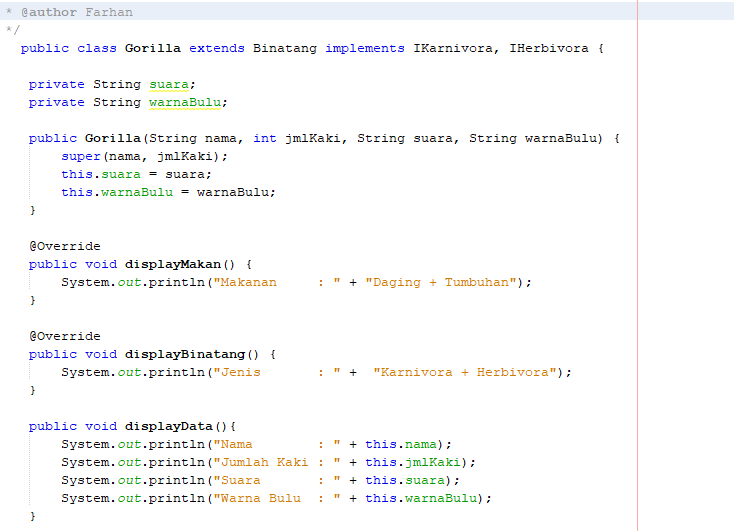 * @author Farhan
*/
public class Gorilla extends Binatang implements IKarnivora, IHerbivora {
private String suara;
private String warnaBulu;
public Gorilla(String nama, int jmlKaki, String suara, String warnaBulu) {
super(nama, jmlKaki);
this.suara = suara;
this.warnaBulu = warnaBulu;
}
@Override
public void displayMakan() {
System.out.println("Makanan     : " + "Daging + Tumbuhan");
}
@Override
public void displayBinatang() {
System.out.println("Jenis       : " +  "Karnivora + Herbivora");
}
public void displayData(){
System.out.println("Nama        : " + this.nama);
System.out.println("Jumlah Kaki : " + this.jmlKaki);
System.out.println("Suara       : " + this.suara);
System.out.println("Warna Bulu  : " + this.warnaBulu);
}